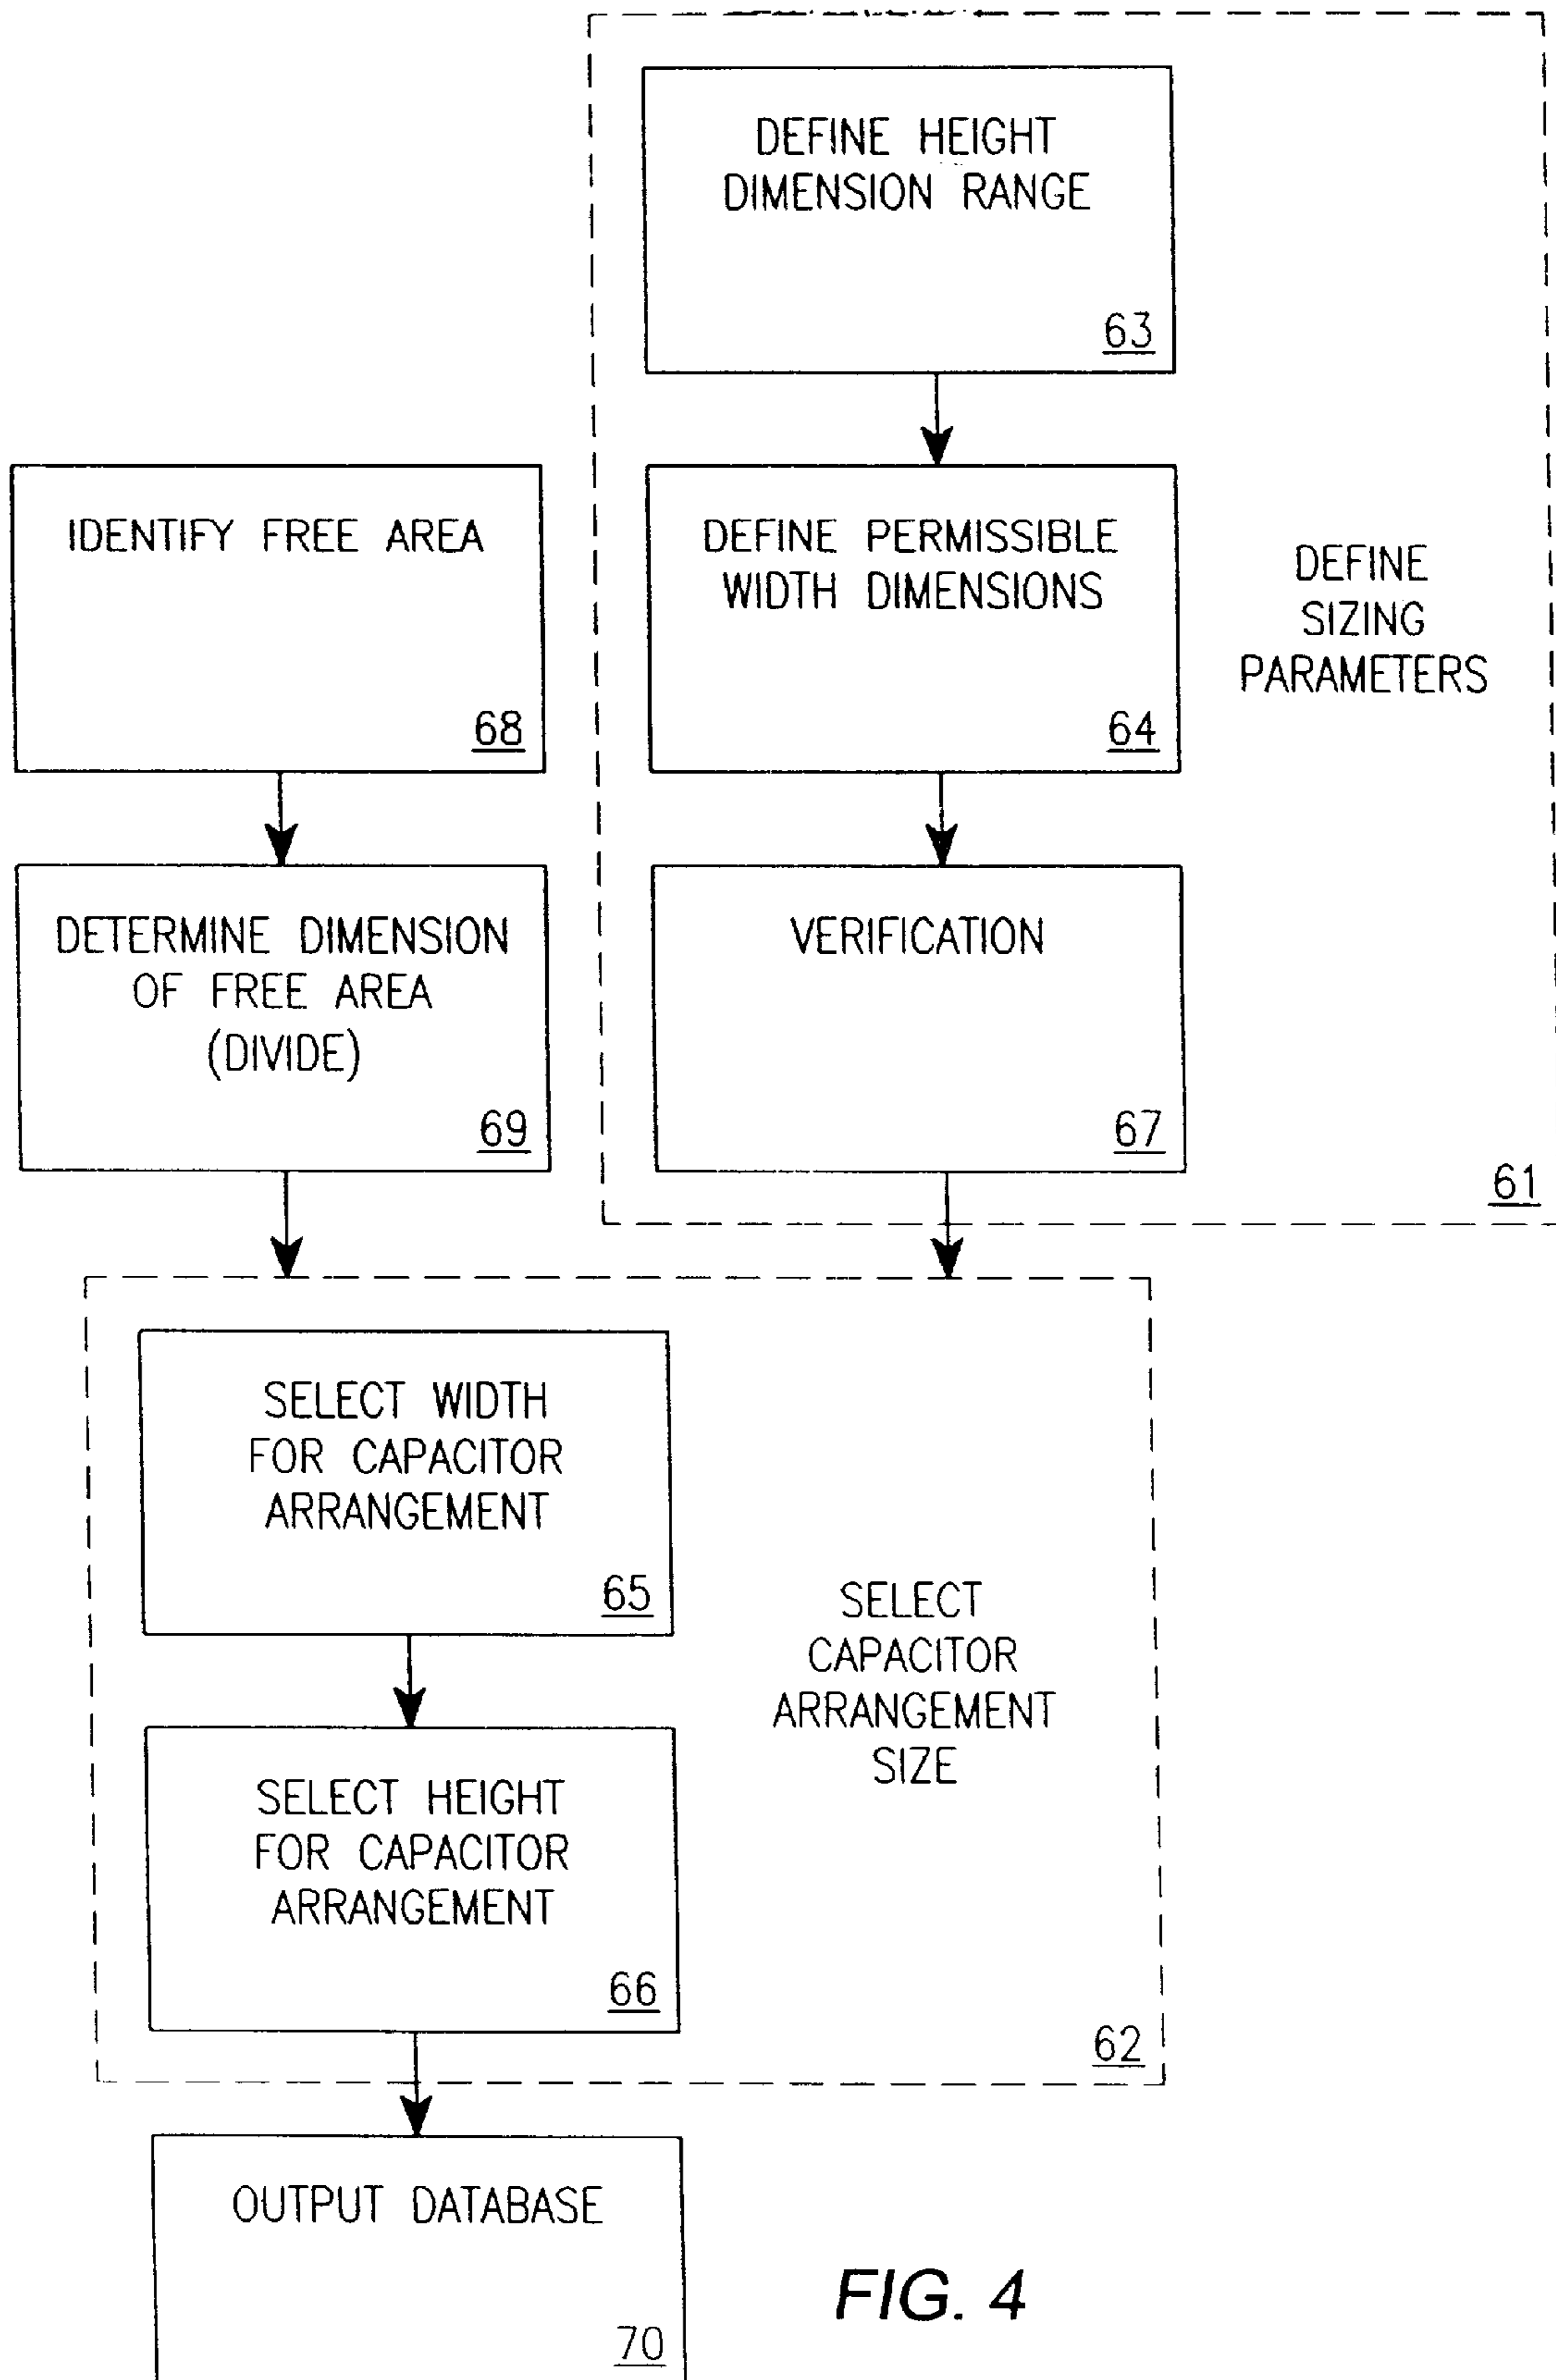 DEFINE HEIGHT
DIMENSION RANGE
63
IDENTIFY FREE AREA
68
DEFINE PERMISSIBLE
WIDTH DIMENSIONS
64
DEFINE
SIZING
PARAMETERS
DETERMINE DIMENSION
OF FREE AREA
(DIVIDE)
69
VERIFICATION
67
61
SELECT WIDTH
FOR CAPACITOR
ARRANGEMENT
65
SELECT
CAPACITOR
ARRANGEMENT
SIZE
SELECT HEIGHT
FOR CAPACITOR
ARRANGEMENT
66
62
OUTPUT DATABASE
70
FIG. 4